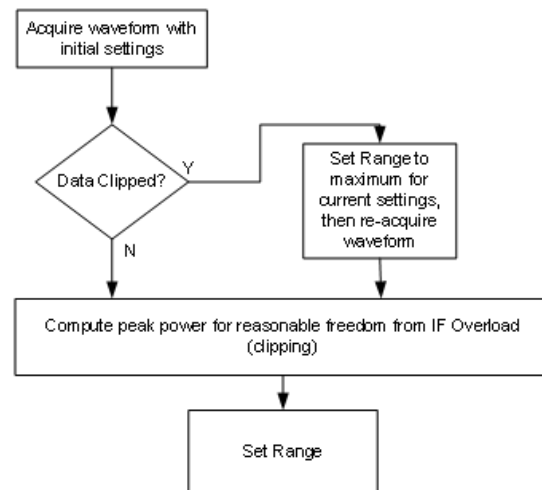 Acquire waveform with
initial settings
Data Clipped?
Y
N
Set Range to
maximum for
current settings,
then re-acquire
waveform
Compute peak power for reasonable freedom from IF Overload
(clipping)
Set Range